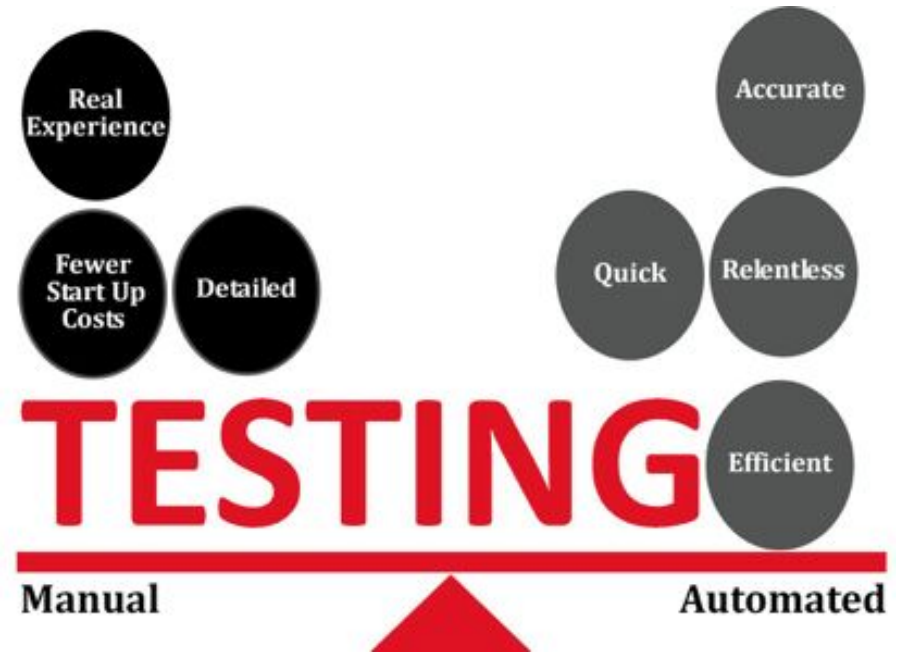 Real
Experience
Fewer
Start Up
Costs
Detailed
Accurate
Quick
Relentless
TESTING
Efficient
Manual
Automated